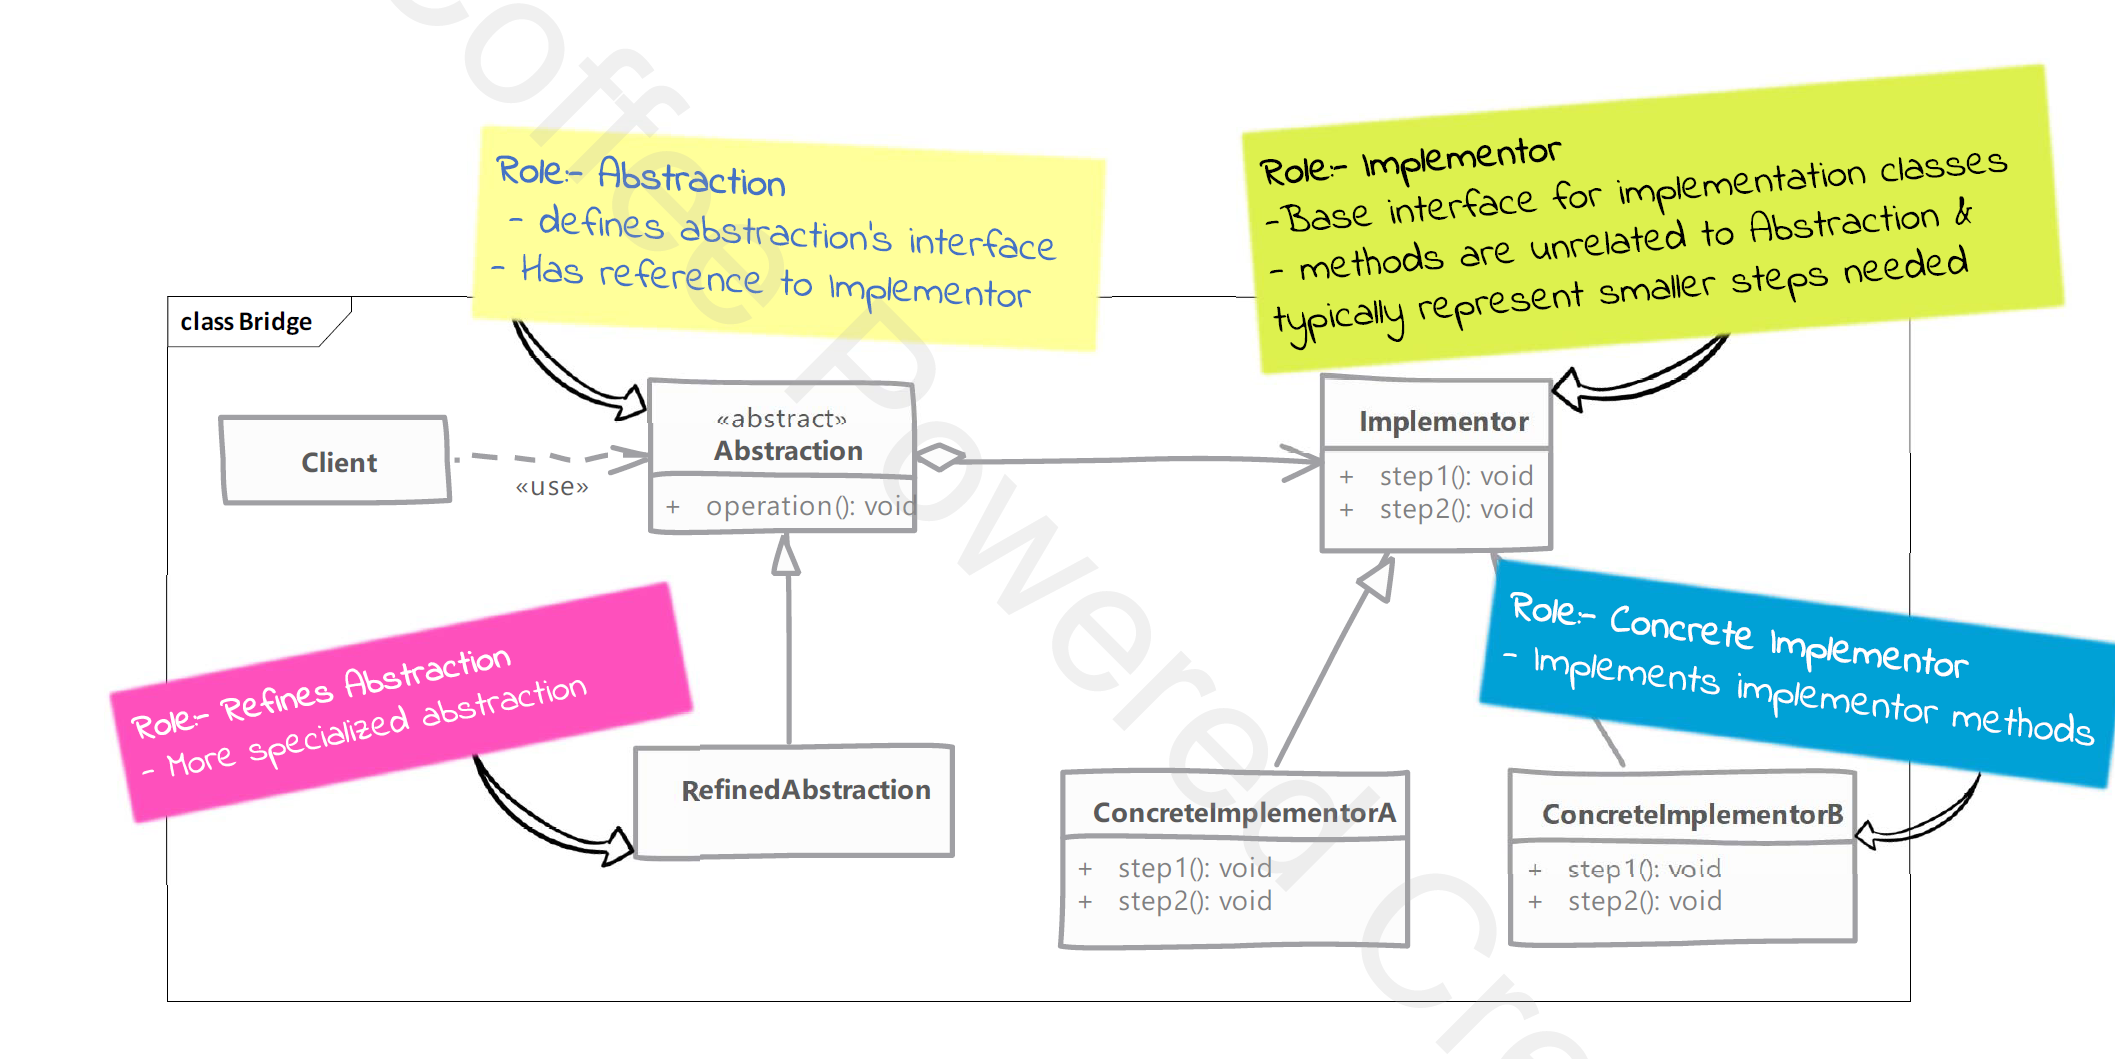 Role:- Abstraction
- defines abstraction's interface
- Has reference to Implementor
Role:- Implementor
-Base interface for implementation classes
- methods are unrelated to Abstraction &
typically represent smaller steps needed
class Bridge
Client
«use»
«abstract»
Abstraction
+ operation(): void
Implementor
+ step1(): void
+ step2(): void
Role:- Refines Abstraction
- More specialized abstraction
Role:- Concrete Implementor
- Implements implementor methods
RefinedAbstraction
ConcreteImplementorA
+ step1(): void
+ step2(): void
ConcreteImplementorB
+ step1(): void
+ step2(): void
Coffee Powered Cre